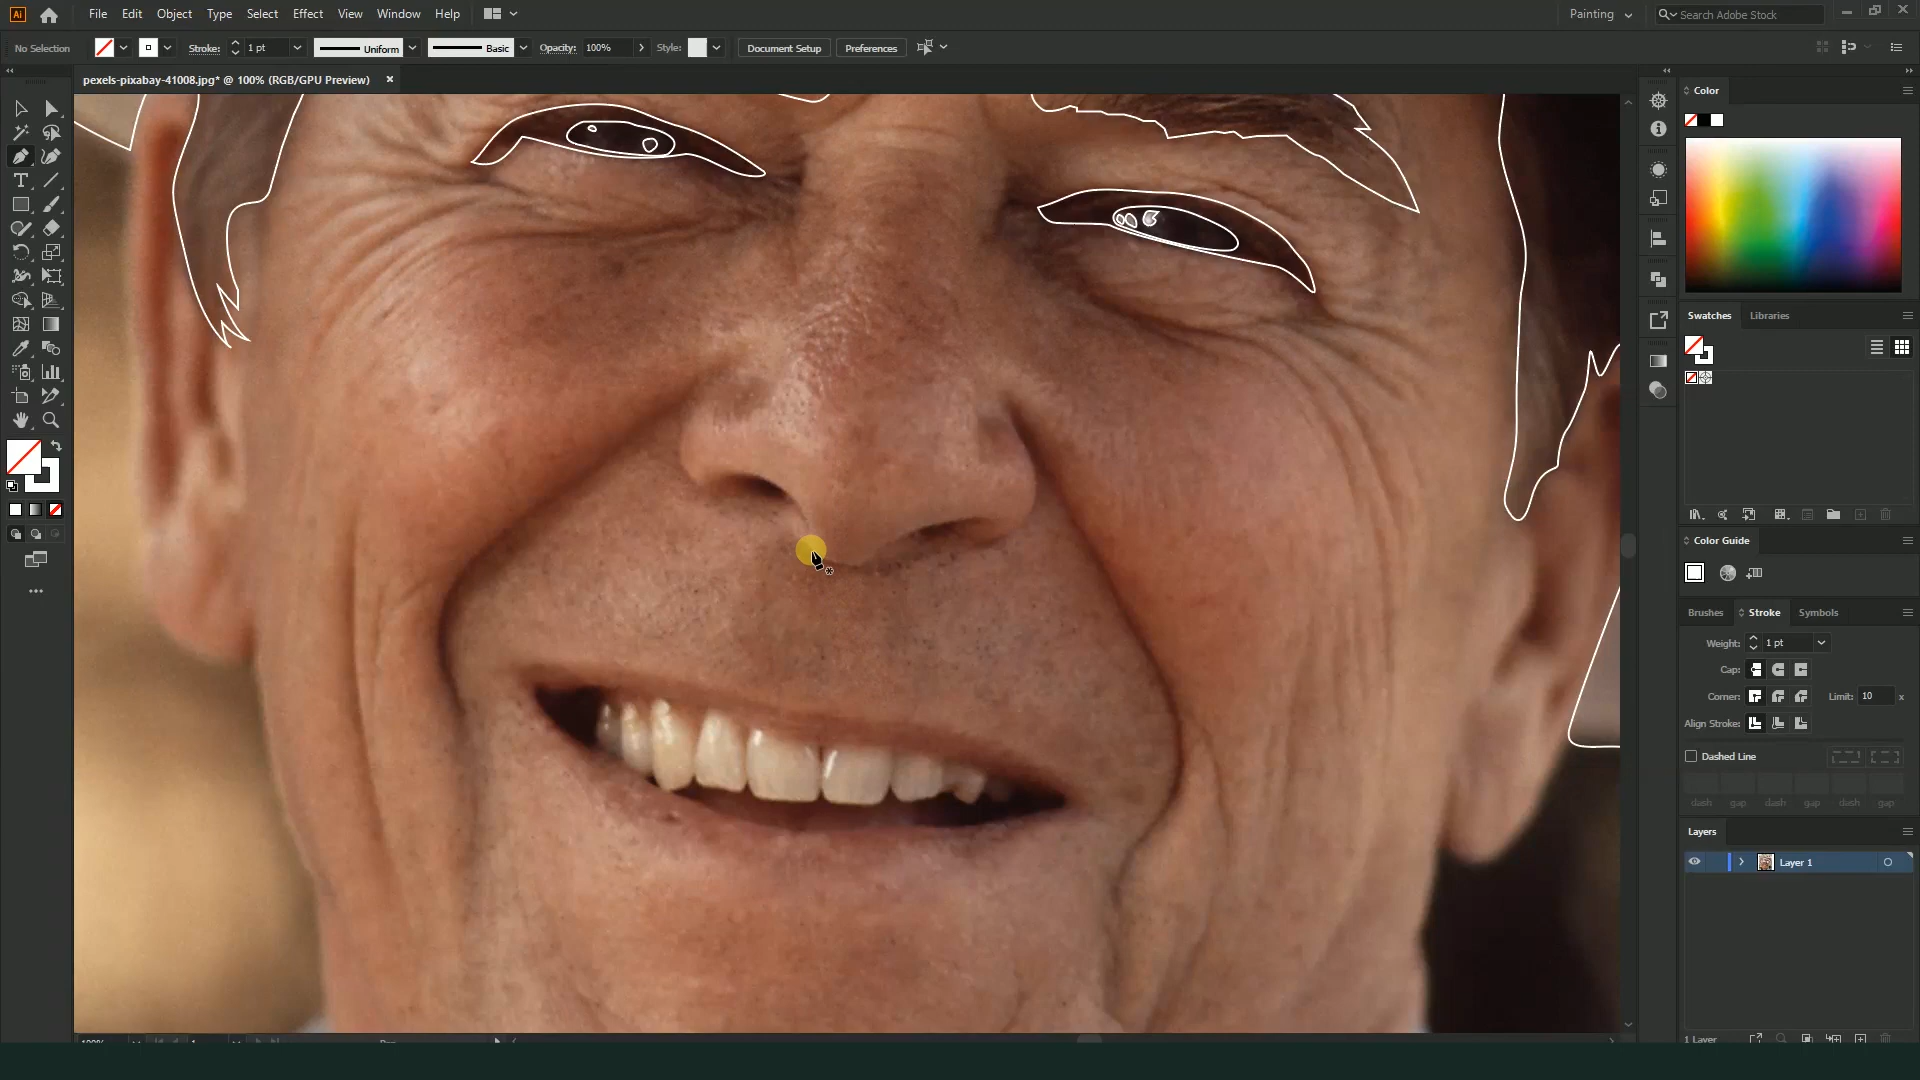 Ai File Edit Object Type Select Effect View Window Help Painting Search Adobe Stock
No Selection Stroke: 1 pt Uniform Basic Opacity: 100% Style: Document Setup Preferences
pexels-pixabay-41008.jpg* @ 100% (RGB/GPU Preview) ×
Color
Swatches Libraries
Color Guide
Brushes Stroke Symbols
Weight: 1 pt
Cap:
Corner: Limit: 10 x
Align Stroke:
Dashed Line
dash gap dash gap dash gap
Layers
Layer 1
1 Layer